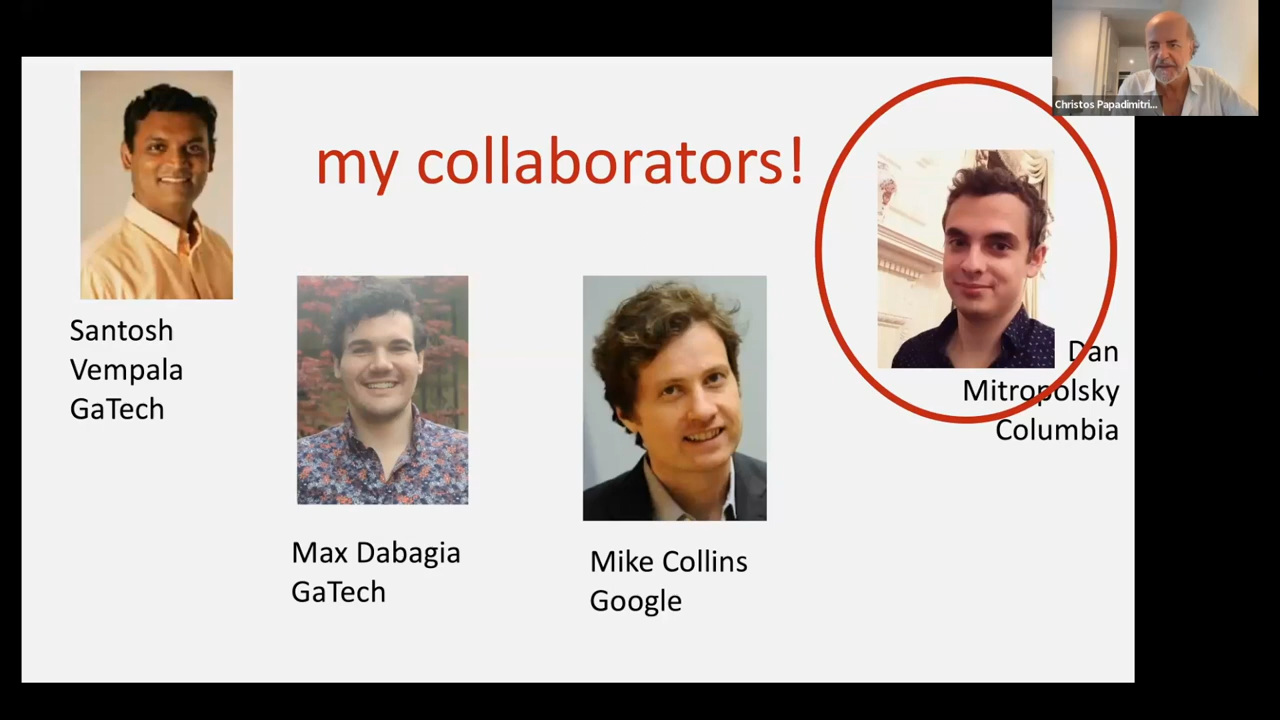 Christos Papadimitri...
my collaborators!
Santosh
Vempala
GaTech
Max Dabagia
GaTech
Mike Collins
Google
Dan
Mitropolsky
Columbia